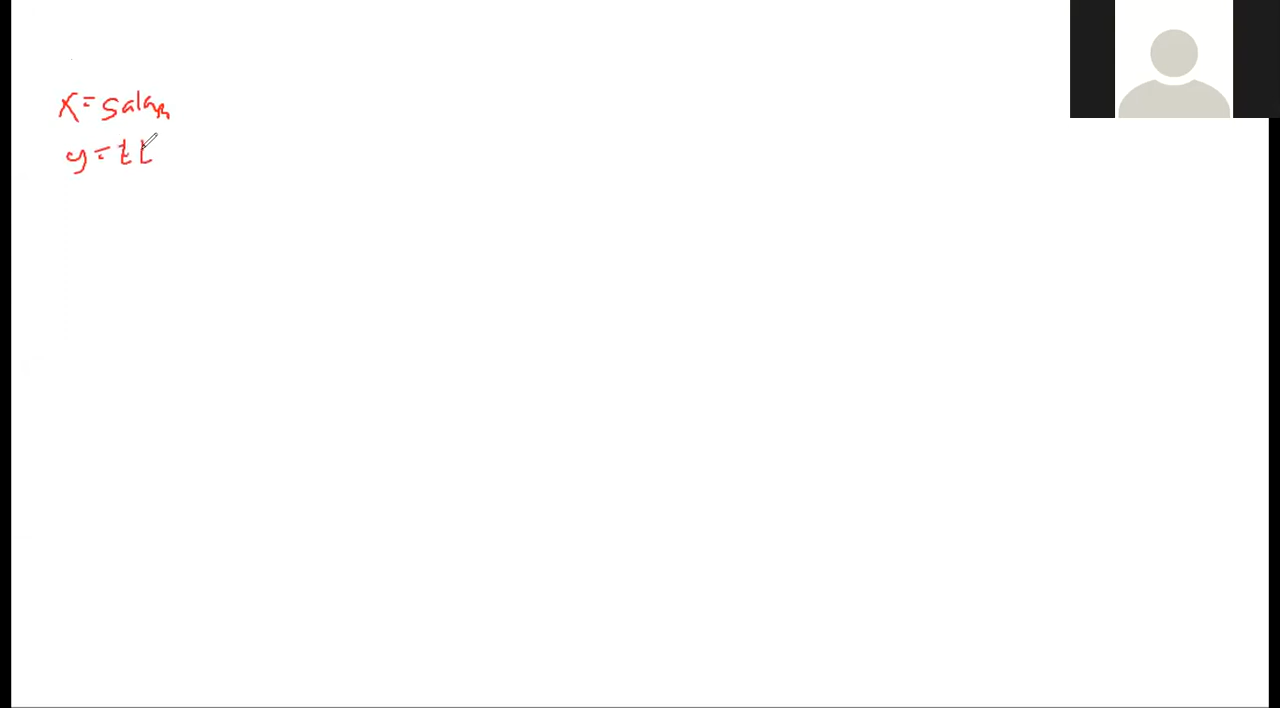 x = salary
y = t